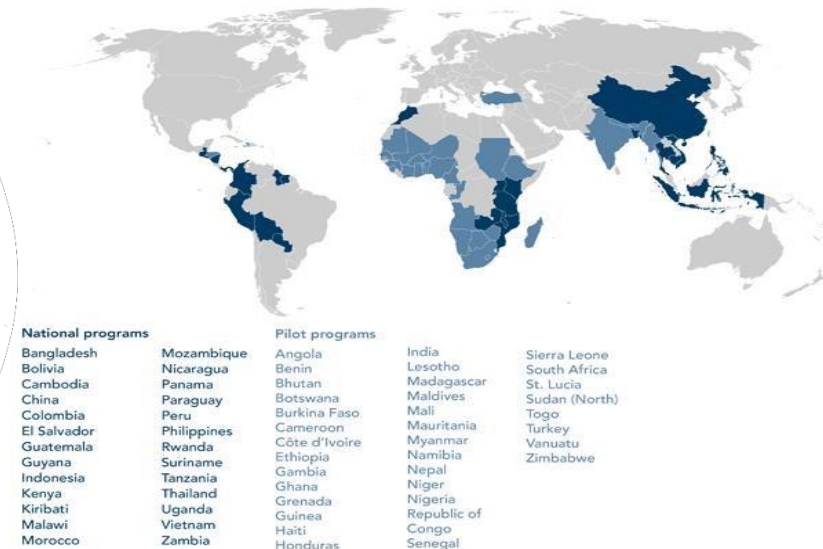 National programs
Bangladesh
Bolivia
Cambodia
China
Colombia
El Salvador
Guatemala
Guyana
Indonesia
Kenya
Kiribati
Malawi
Morocco
Mozambique
Nicaragua
Panama
Paraguay
Peru
Philippines
Rwanda
Suriname
Tanzania
Thailand
Uganda
Vietnam
Zambia
Pilot programs
Angola
Benin
Bhutan
Botswana
Burkina Faso
Cameroon
Côte d'Ivoire
Ethiopia
Gambia
Ghana
Grenada
Guinea
Haiti
Honduras
India
Lesotho
Madagascar
Maldives
Mali
Mauritania
Myanmar
Namibia
Nepal
Niger
Nigeria
Republic of
Congo
Senegal
Sierra Leone
South Africa
St. Lucia
Sudan (North)
Togo
Turkey
Vanuatu
Zimbabwe